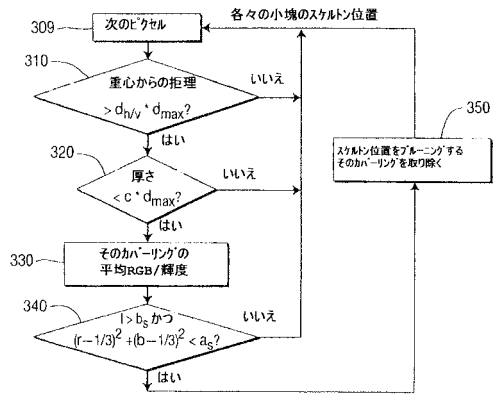 各々の小塊のスケルトン位置
309
次のピクセル
310
重心からの拒理
> d_h/v * d_max?
いいえ
はい
320
厚さ
< c * d_max?
いいえ
はい
330
そのカバーリングの
平均RGB/輝度
340
I > b_s かつ
(r−1/3)² +(b−1/3)² < a_s?
いいえ
はい
350
スケルトン位置をプルーニングする
そのカバーリングを取り除く